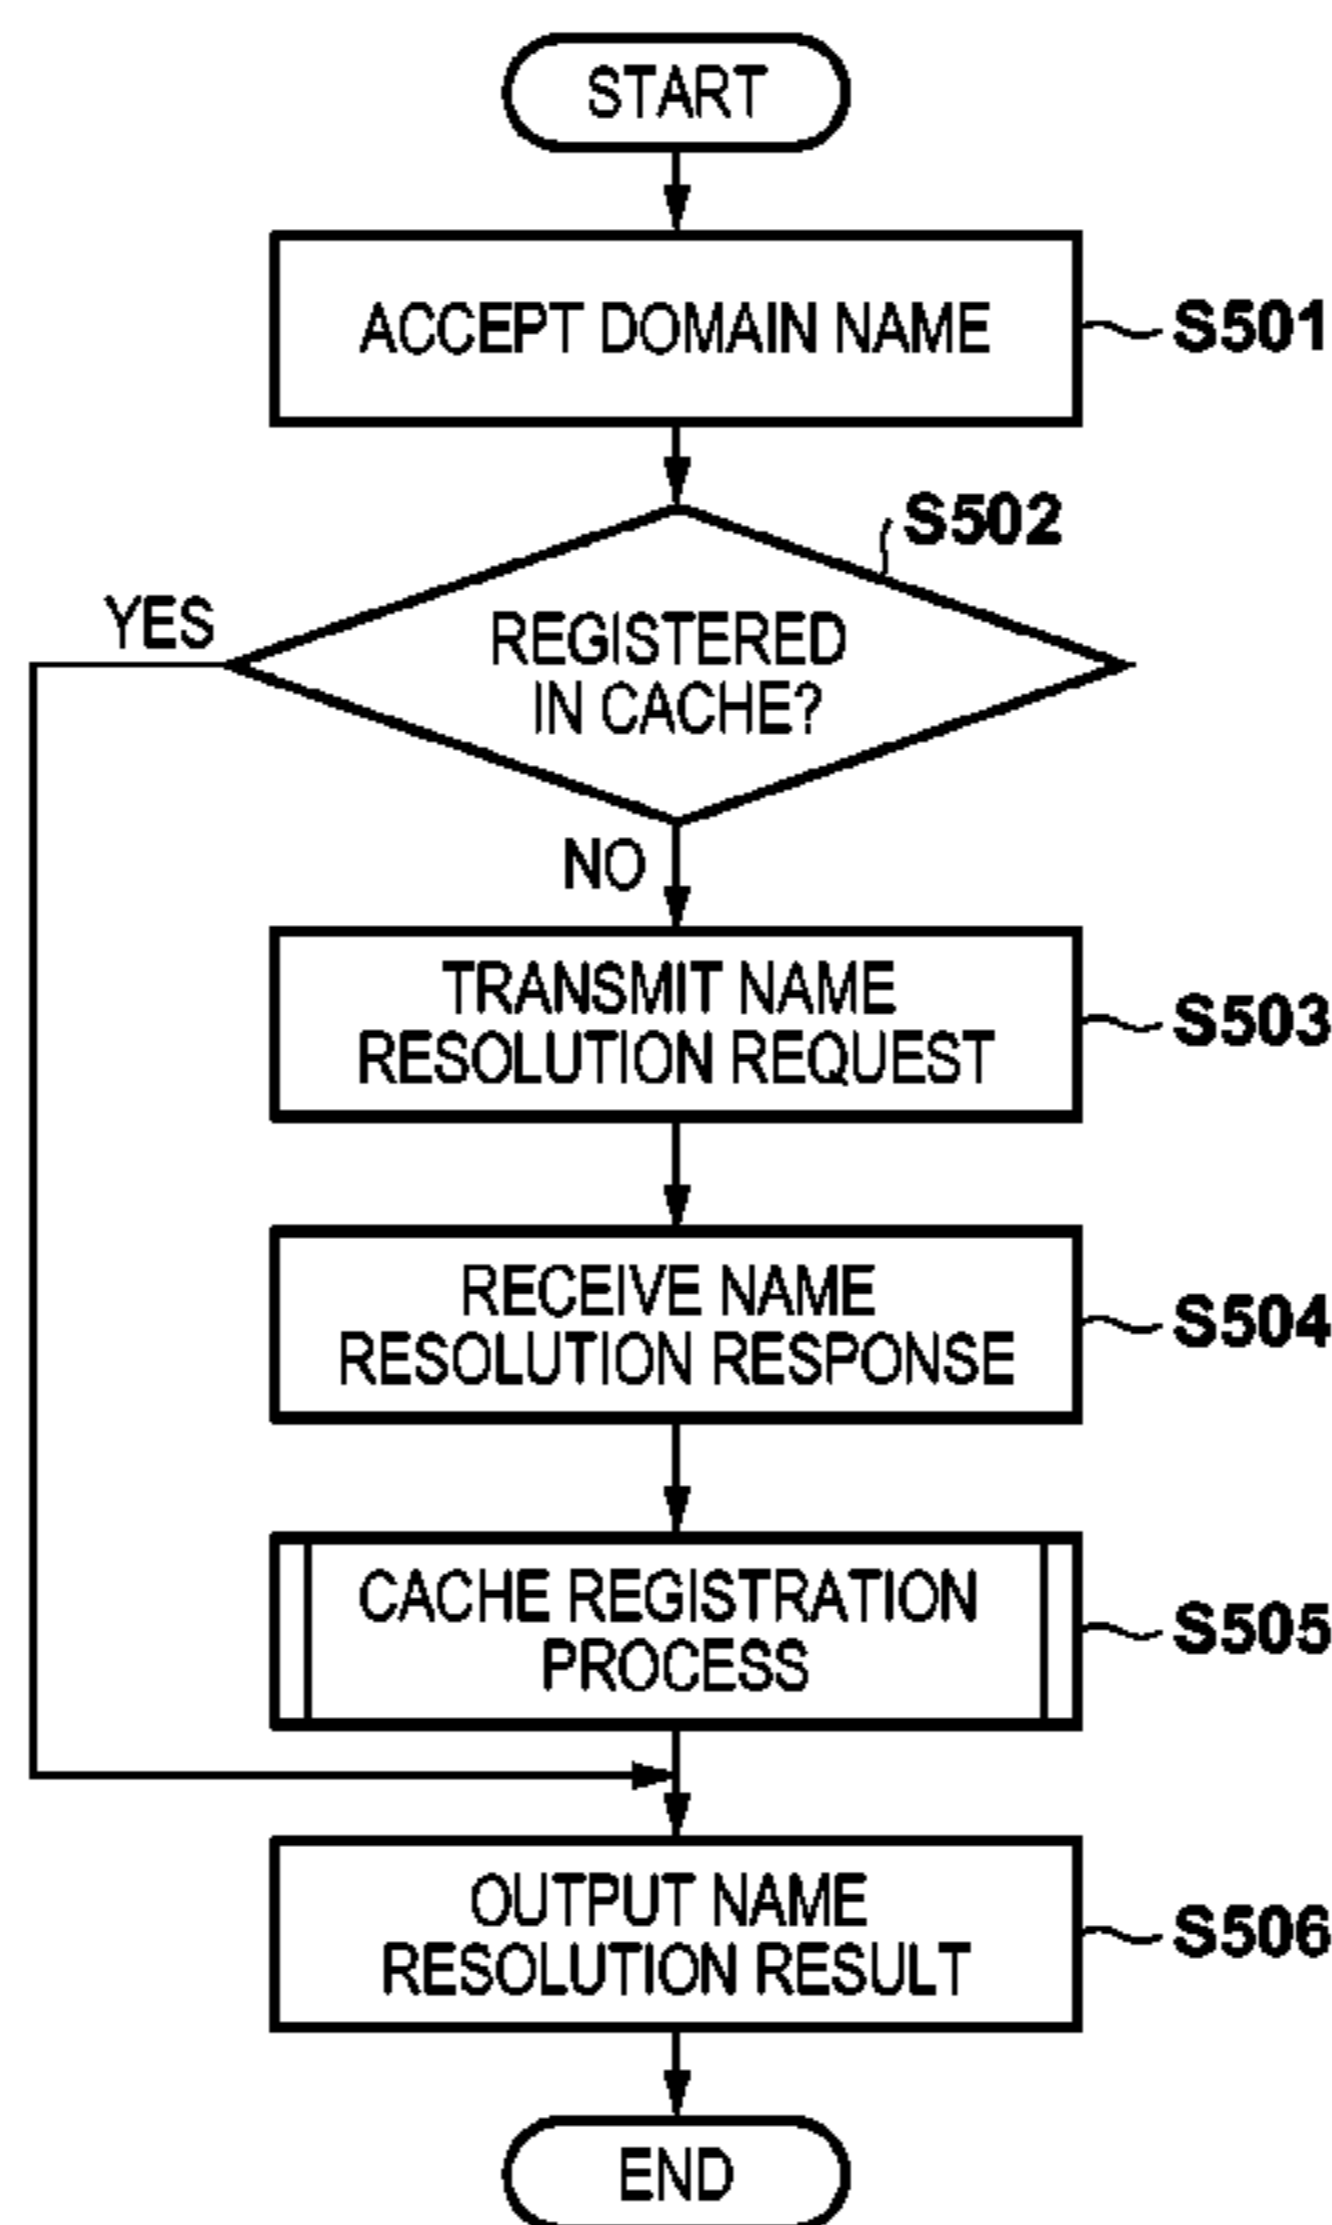 START
ACCEPT DOMAIN NAME
S501
S502
YES
REGISTERED
IN CACHE?
NO
TRANSMIT NAME
RESOLUTION REQUEST
S503
RECEIVE NAME
RESOLUTION RESPONSE
S504
CACHE REGISTRATION
PROCESS
S505
OUTPUT NAME
RESOLUTION RESULT
S506
END